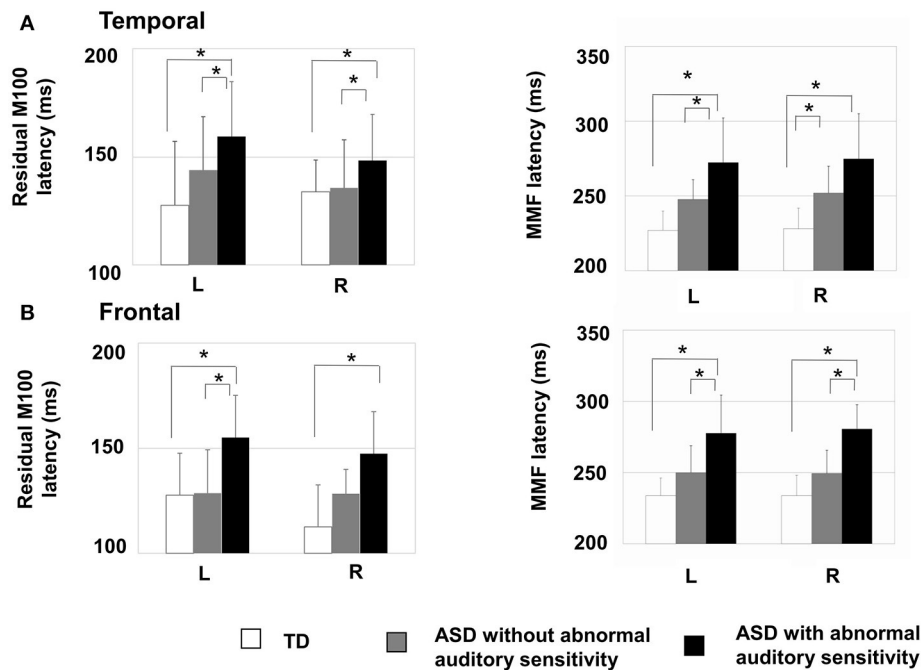 A Temporal
Residual M100
latency (ms)
200
150
100
* * * *
L R
MMF latency (ms)
350
300
250
200
* * * *
L R
B Frontal
Residual M100
latency (ms)
200
150
100
* * *
L R
MMF latency (ms)
350
300
250
200
* * * *
L R
TD
ASD without abnormal
auditory sensitivity
ASD with abnormal
auditory sensitivity